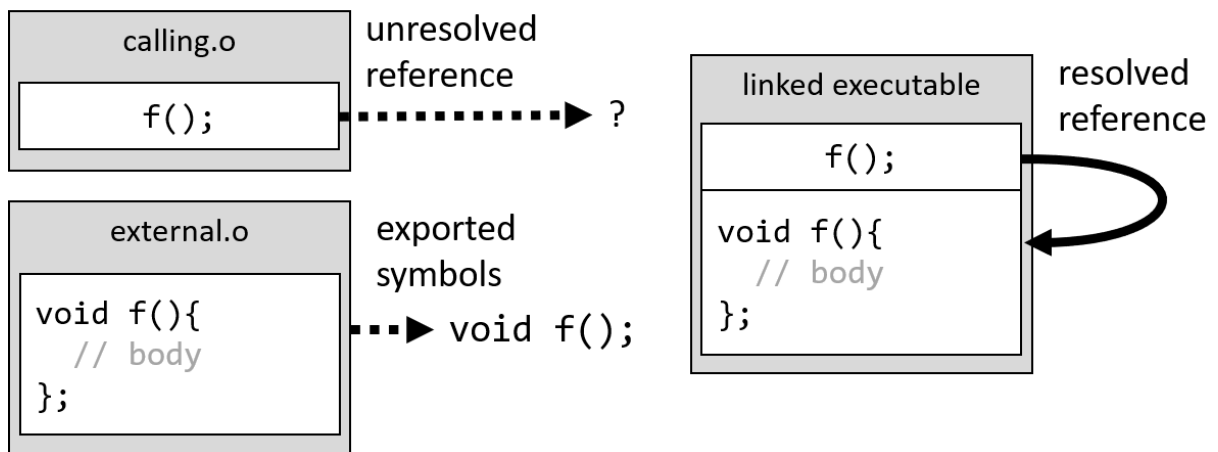 calling.o
f();
unresolved
reference
?
external.o
void f(){
// body
};
exported
symbols
void f();
linked executable
f();
void f(){
// body
};
resolved
reference